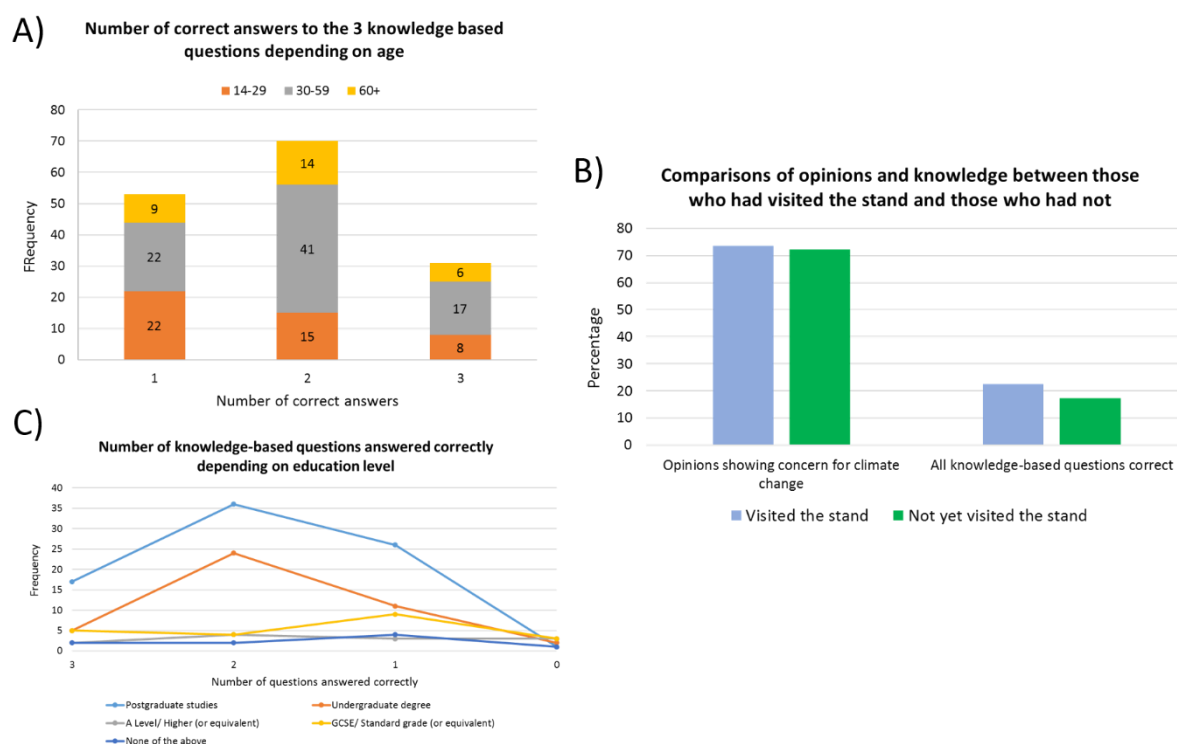 A)
Number of correct answers to the 3 knowledge based
questions depending on age
14-29 30-59 60+
80
70
60
50
40
30
20
10
0
FRequency
9
22
22
14
41
15
6
17
8
1 2 3
Number of correct answers
B)
Comparisons of opinions and knowledge between those
who had visited the stand and those who had not
80
70
60
50
40
30
20
10
0
Percentage
Opinions showing concern for climate
change
All knowledge-based questions correct
Visited the stand Not yet visited the stand
C)
Number of knowledge-based questions answered correctly
depending on education level
40
35
30
25
20
15
10
5
0
Frequency
3 2 1 0
Number of questions answered correctly
Postgraduate studies Undergraduate degree
A Level/ Higher (or equivalent) GCSE/ Standard grade (or equivalent)
None of the above